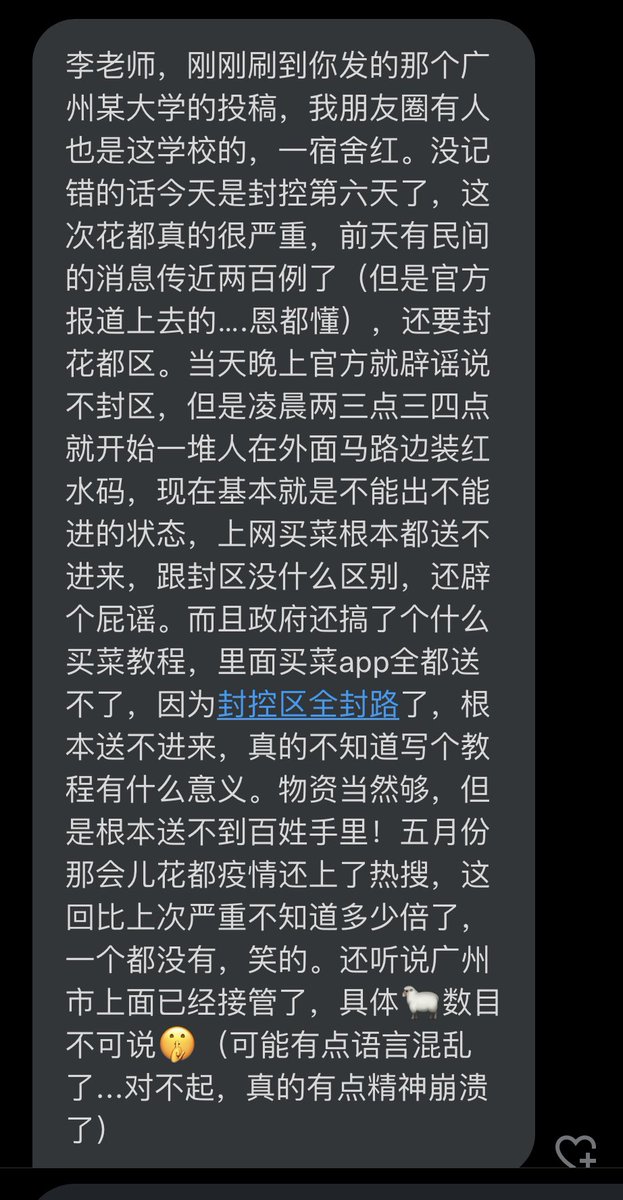 李老师，刚刚刷到你发的那个广
州某大学的投稿，我朋友圈有人
也是这学校的，一宿舍红。没记
错的话今天是封控第六天了，这
次花都真的很严重，前天有民间
的消息传近两百例了（但是官方
报道上去的....恩都懂），还要封
花都区。当天晚上官方就辟谣说
不封区，但是凌晨两三点三四点
就开始一堆人在外面马路边装红
水码，现在基本就是不能出不能
进的状态，上网买菜根本都送不
进来，跟封区没什么区别，还辟
个屁谣。而且政府还搞了个什么
买菜教程，里面买菜app全都送
不了，因为封控区全封路了，根
本送不进来，真的不知道写个教
程有什么意义。物资当然够，但
是根本送不到百姓手里！五月份
那会儿花都疫情还上了热搜，这
回比上次严重不知道多少倍了，
一个都没有，笑的。还听说广州
市上面已经接管了，具体🐑数目
不可说🤫（可能有点语言混乱
了...对不起，真的有点精神崩溃
了）